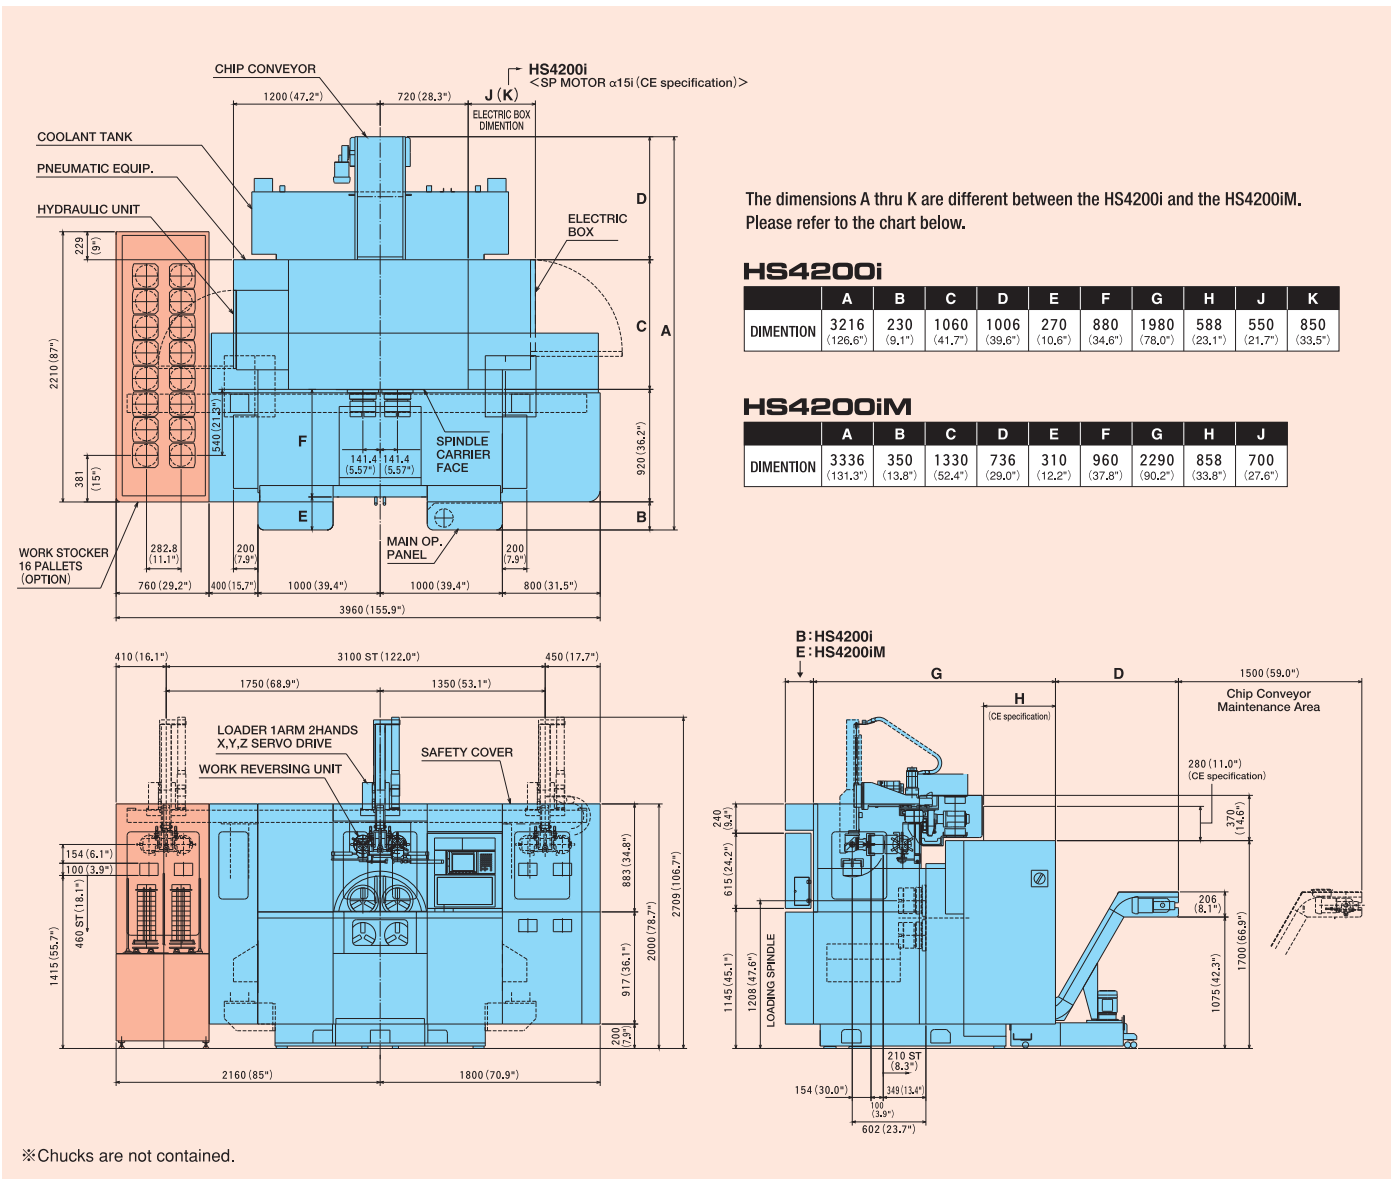 CHIP CONVEYOR
HS4200i
<SP MOTOR α15i (CE specification)>
1200 (47.2")
720 (28.3")
J (K)
ELECTRIC BOX
DIMENTION
COOLANT TANK
PNEUMATIC EQUIP.
HYDRAULIC UNIT
ELECTRIC
BOX
D
C
A
B
229
(9")
2210 (87")
381
(15")
540 (21.3")
F
E
141.4
(5.57")
141.4
(5.57")
SPINDLE
CARRIER
FACE
920 (36.2")
WORK STOCKER
16 PALLETS
(OPTION)
282.8
(11.1")
200
(7.9")
MAIN OP.
PANEL
200
(7.9")
760 (29.2")
400 (15.7")
1000 (39.4")
1000 (39.4")
800 (31.5")
3960 (155.9")
The dimensions A thru K are different between the HS4200i and the HS4200iM.
Please refer to the chart below.
HS4200i
A B C D E F G H J K
DIMENTION 3216 230 1060 1006 270 880 1980 588 550 850
(126.6") (9.1") (41.7") (39.6") (10.6") (34.6") (78.0") (23.1") (21.7") (33.5")
HS4200iM
A B C D E F G H J
DIMENTION 3336 350 1330 736 310 960 2290 858 700
(131.3") (13.8") (52.4") (29.0") (12.2") (37.8") (90.2") (33.8") (27.6")
410 (16.1")
3100 ST (122.0")
450 (17.7")
1750 (68.9")
1350 (53.1")
LOADER 1ARM 2HANDS
X,Y,Z SERVO DRIVE
WORK REVERSING UNIT
SAFETY COVER
154 (6.1")
100 (3.9")
460 ST (18.1")
1415 (55.7")
883 (34.8")
917 (36.1")
200
(7.9")
2000 (78.7")
2709 (106.7")
2160 (85")
1800 (70.9")
B:HS4200i
E:HS4200iM
G
D
1500 (59.0")
H
(CE specification)
Chip Conveyor
Maintenance Area
280 (11.0")
(CE specification)
370
(14.6")
240
(9.4")
615 (24.2")
1145 (45.1")
1208 (47.6")
LOADING SPINDLE
206
(8.1")
1075 (42.3")
1700 (66.9")
210 ST
(8.3")
154 (30.0")
349 (13.4")
100
(3.9")
602 (23.7")
※Chucks are not contained.